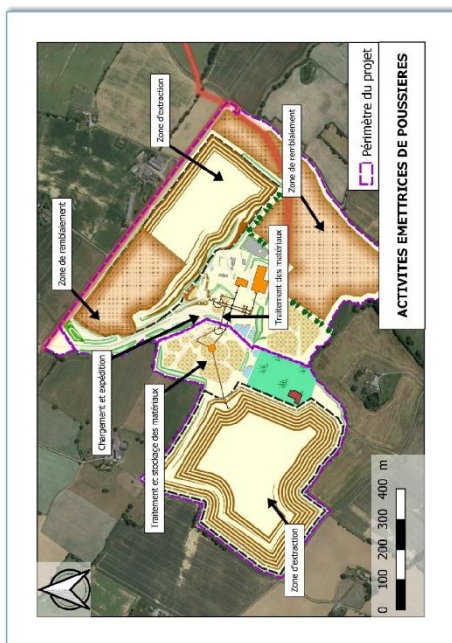 Zone de remblaiement
Zone d'extraction
Chargement et expédition
Traitement et stockage des matériaux
Traitement des matériaux
Zone de remblaiement
Zone d'extraction
Périmètre du projet
ACTIVITES EMETTRICES DE POUSSIERES
0 100 200 300 400 m